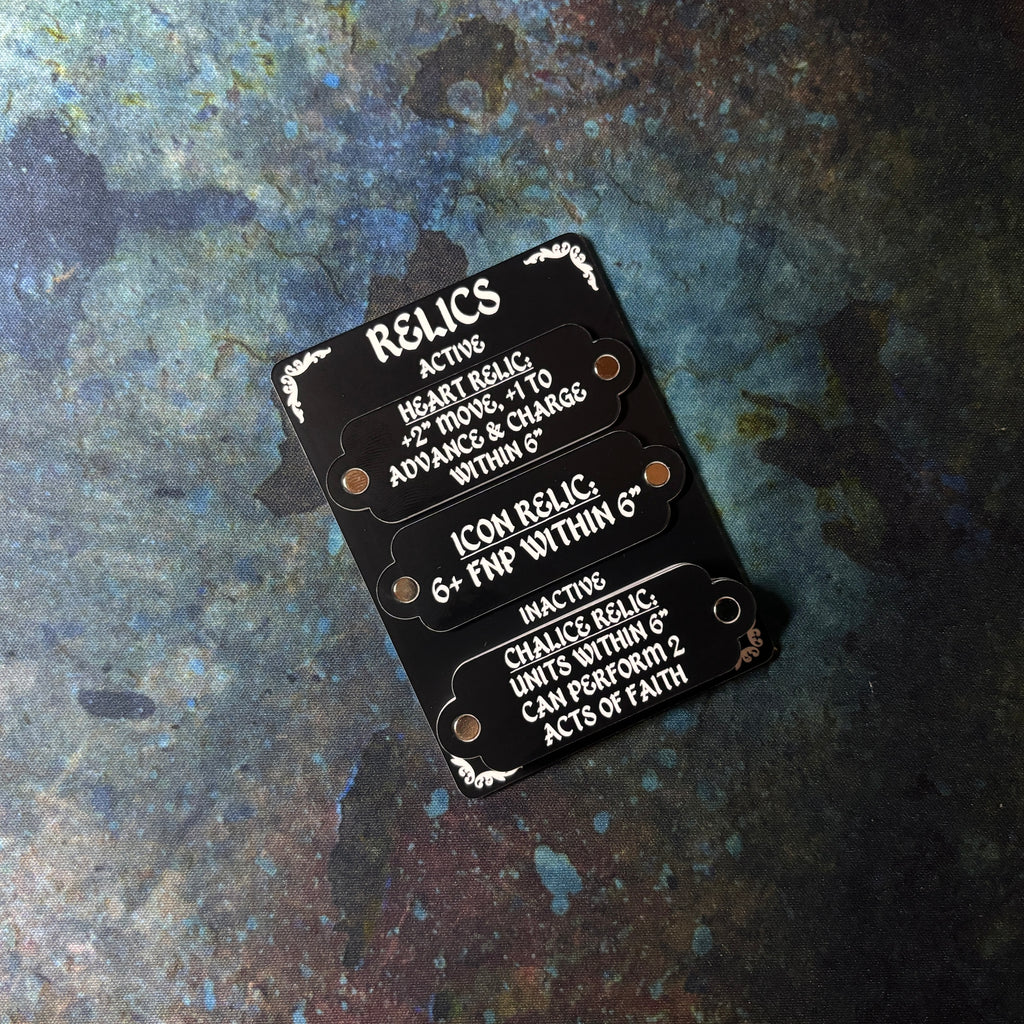 RELICS
ACTIVE
HEART RELIC:
+2” MOVE, +1 TO
ADVANCE & CHARGE
WITHIN 6”
ICON RELIC:
6+ FNP WITHIN 6”
INACTIVE
CHALICE RELIC:
UNITS WITHIN 6”
CAN PERFORM 2
ACTS OF FAITH